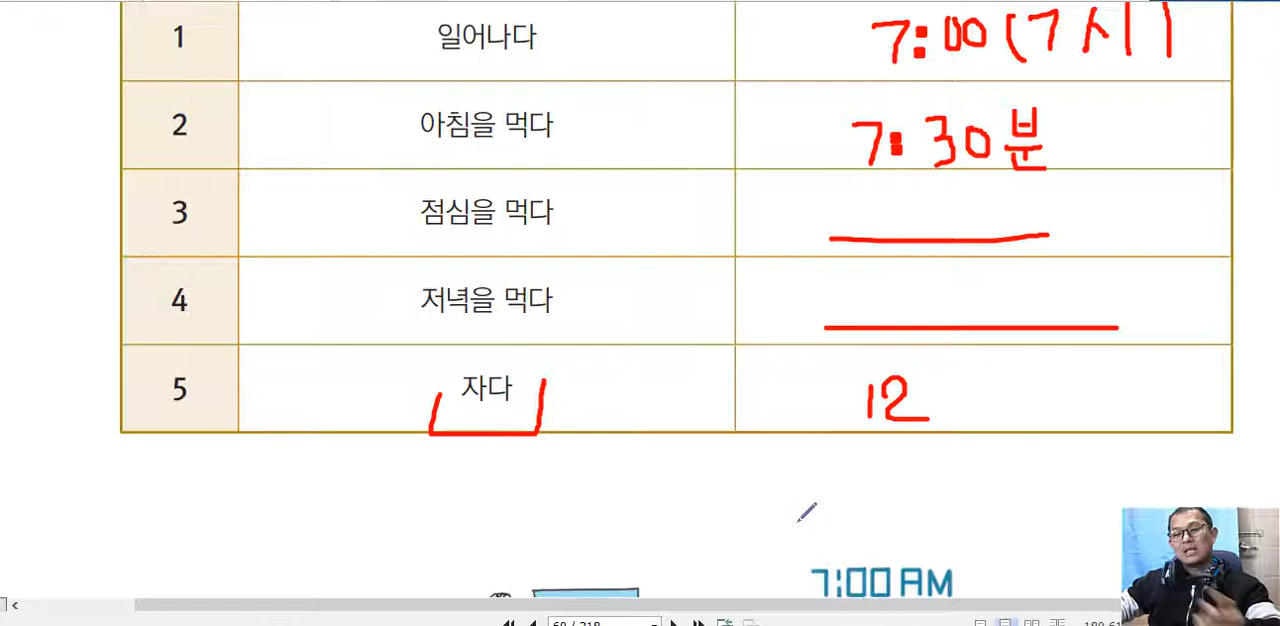 1 일어나다 7:00 (7시)
2 아침을 먹다 7:30분
3 점심을 먹다
4 저녁을 먹다
5 자다 12
7:00 AM
60 / 218